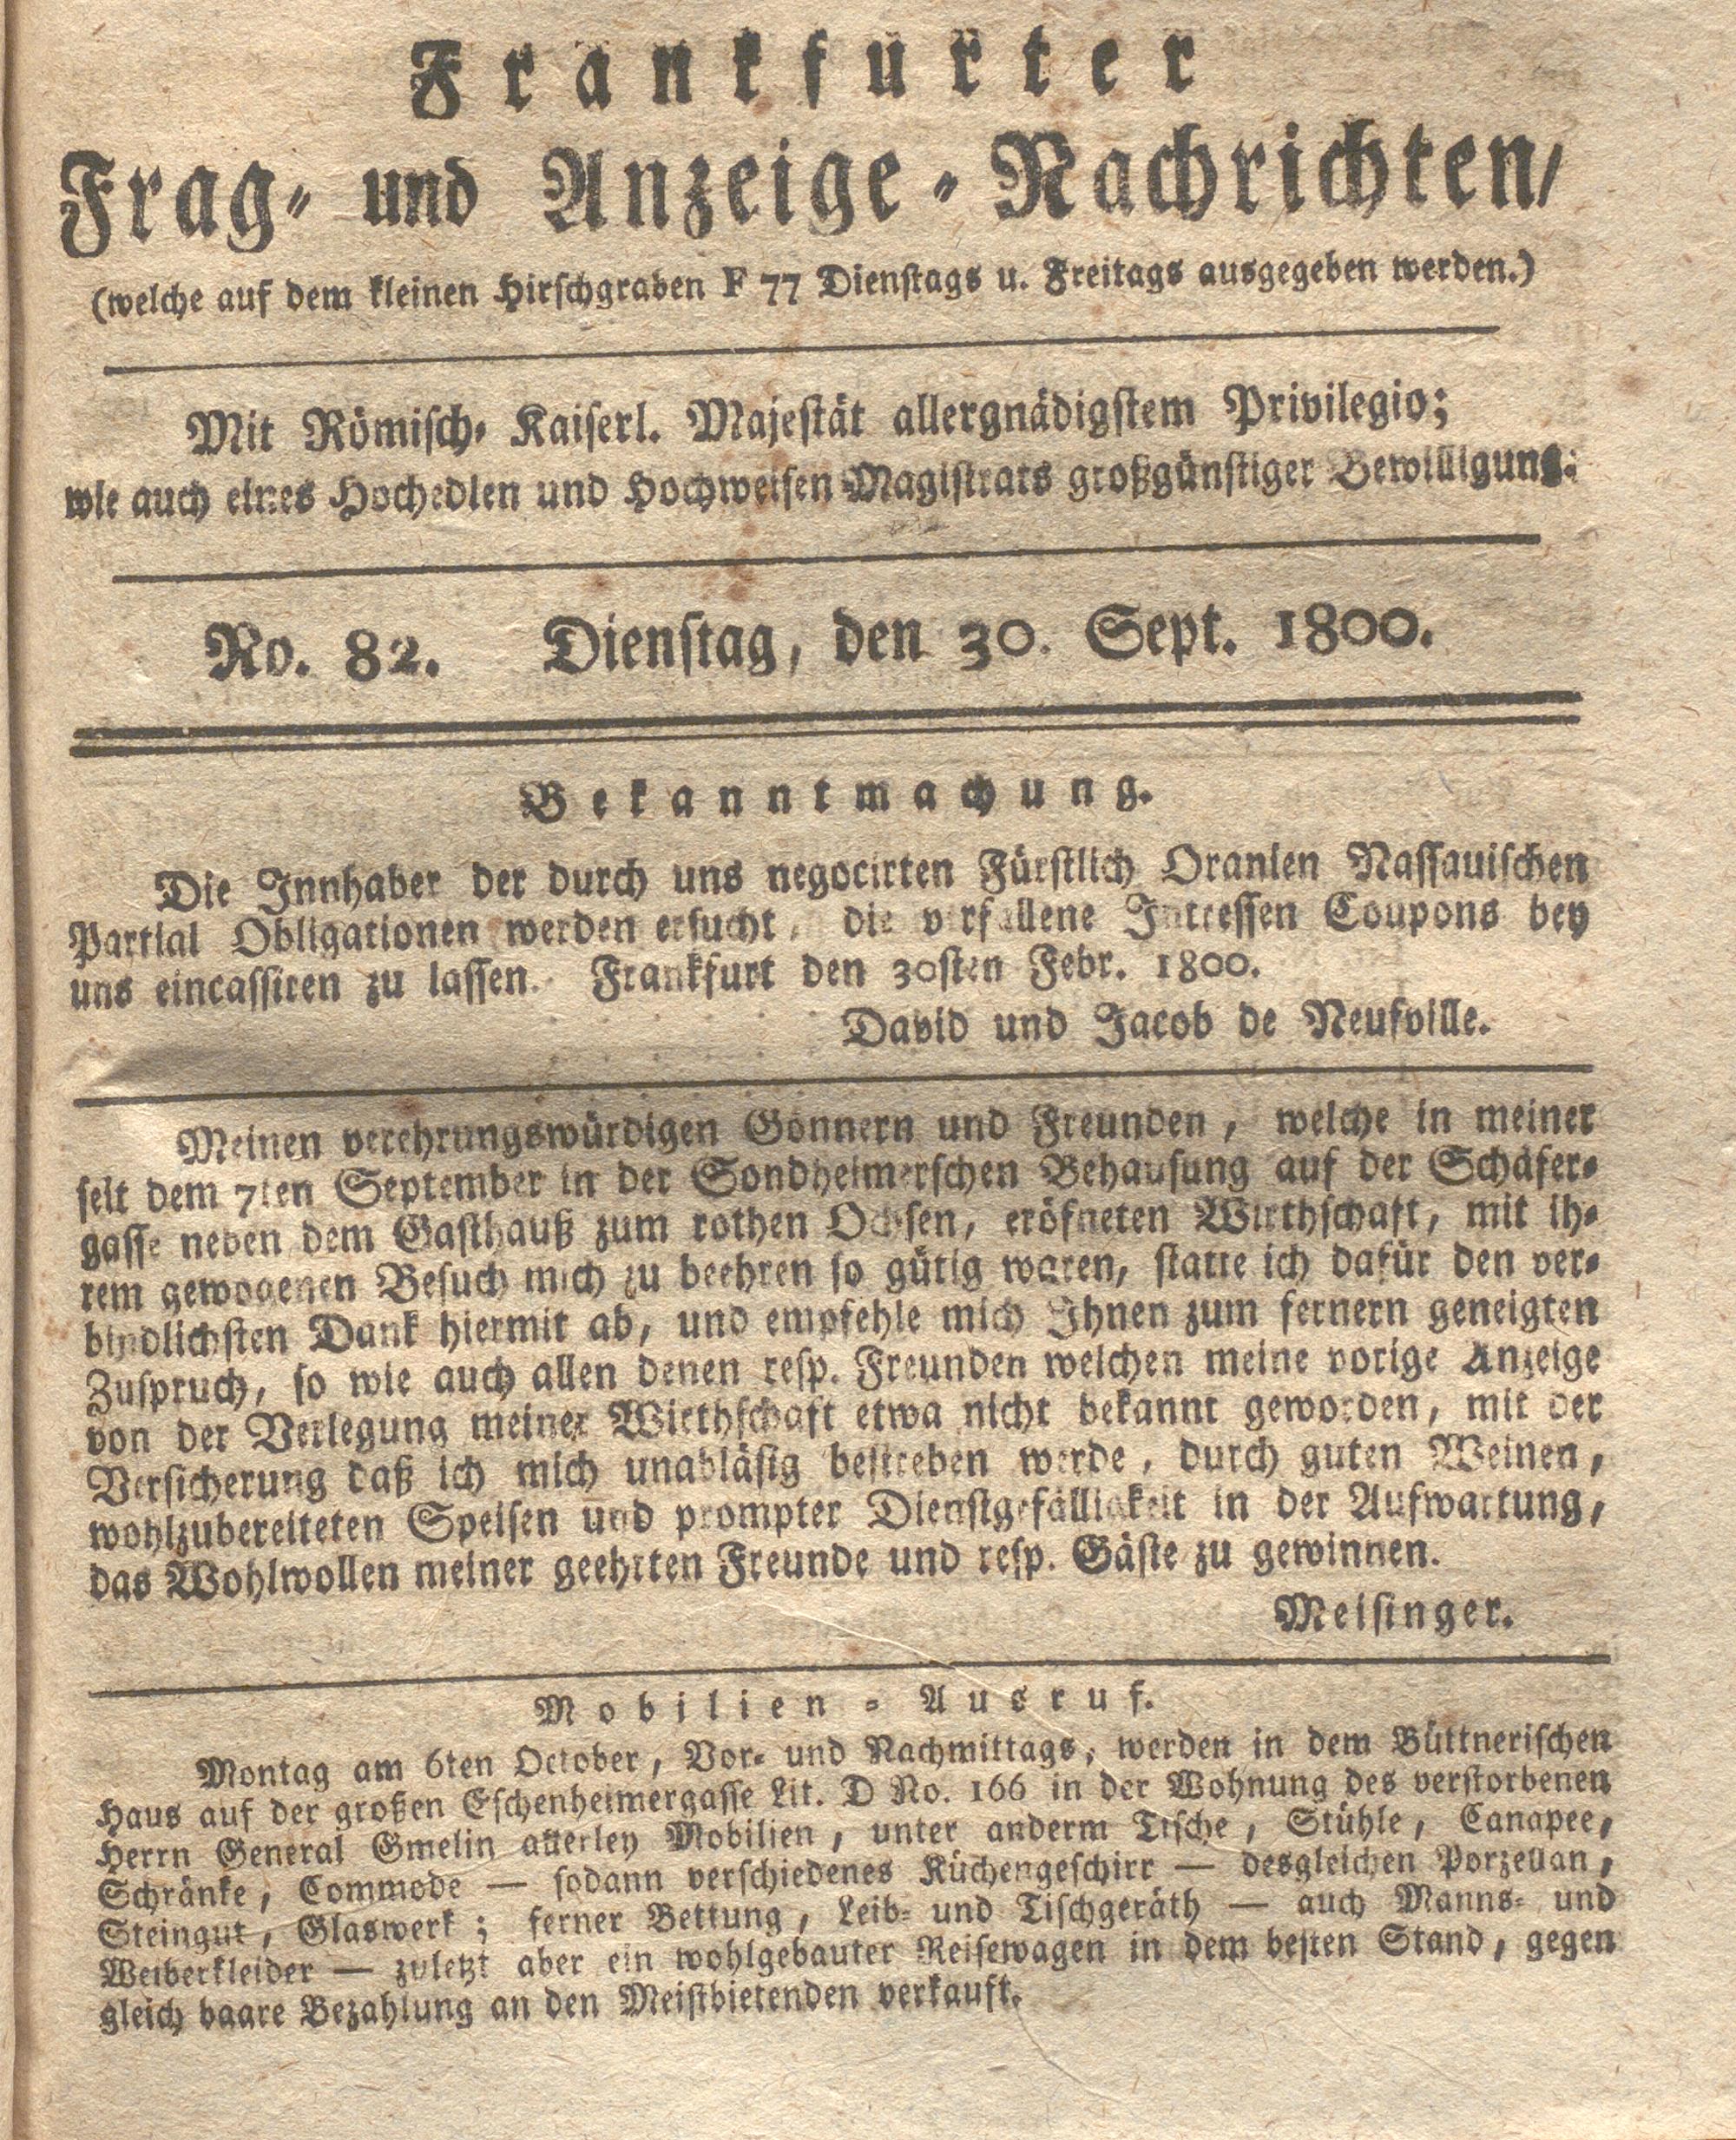 Frankfurter
Frag- und Anzeige-Nachrichten/
(welche auf dem kleinen Hirschgraben F 77 Dienstags u. Freitags ausgegeben werden.)
Mit Römisch- Kaiserl. Majestät allergnädigstem Privilegio;
wie auch eines Hochedlen und Hochweisen Magistrats großgünstiger Bewilligung.
No. 82. Dienstag, den 30. Sept. 1800.
Bekanntmachung.
Die Innhaber der durch uns negocirten Fürstlich Oranien Nassauischen
Partial Obligationen werden ersucht, die verfallene Intressen Coupons bey
uns eincassiren zu lassen. Frankfurt den 30sten Febr. 1800.
David und Jacob de Neufville.
Meinen verehrungswürdigen Gönnern und Freunden, welche in meiner
seit dem 7ten September in der Sondheimerschen Behausung auf der Schäfer-
gasse neben dem Gasthauß zum rothen Ochsen, eröfneten Wirthschaft, mit ih-
rem gewogenen Besuch mich zu beehren so gütig waren, statte ich dafür den ver-
bindlichsten Dank hiermit ab, und empfehle mich Ihnen zum fernern geneigten
Zuspruch, so wie auch allen denen resp. Freunden welchen meine vorige Anzeige
von der Verlegung meiner Wirthschaft etwa nicht bekannt geworden, mit der
Versicherung daß ich mich unabläsig bestreben werde, durch guten Weinen,
wohlzubereiteten Speisen und prompter Dienstgefälligkeit in der Aufwartung,
das Wohlwollen meiner geehrten Freunde und resp. Gäste zu gewinnen.
Meisinger.
Mobilien-Ausruf.
Montag am 6ten October, Vor- und Nachmittags, werden in dem Büttnerischen
Haus auf der großen Eschenheimergasse Lit. D No. 166 in der Wohnung des verstorbenen
Herrn General Gmelin allerley Mobilien, unter anderm Tische, Stühle, Canapee,
Schränke, Commode — sodann verschiedenes Küchengeschirr — desgleichen Porzellan,
Steingut, Glaswerk; ferner Bettung, Leib- und Tischgeräth — auch Manns- und
Weiberkleider — zuletzt aber ein wohlgebauter Reisewagen in dem besten Stand, gegen
gleich baare Bezahlung an den Meistbietenden verkauft.